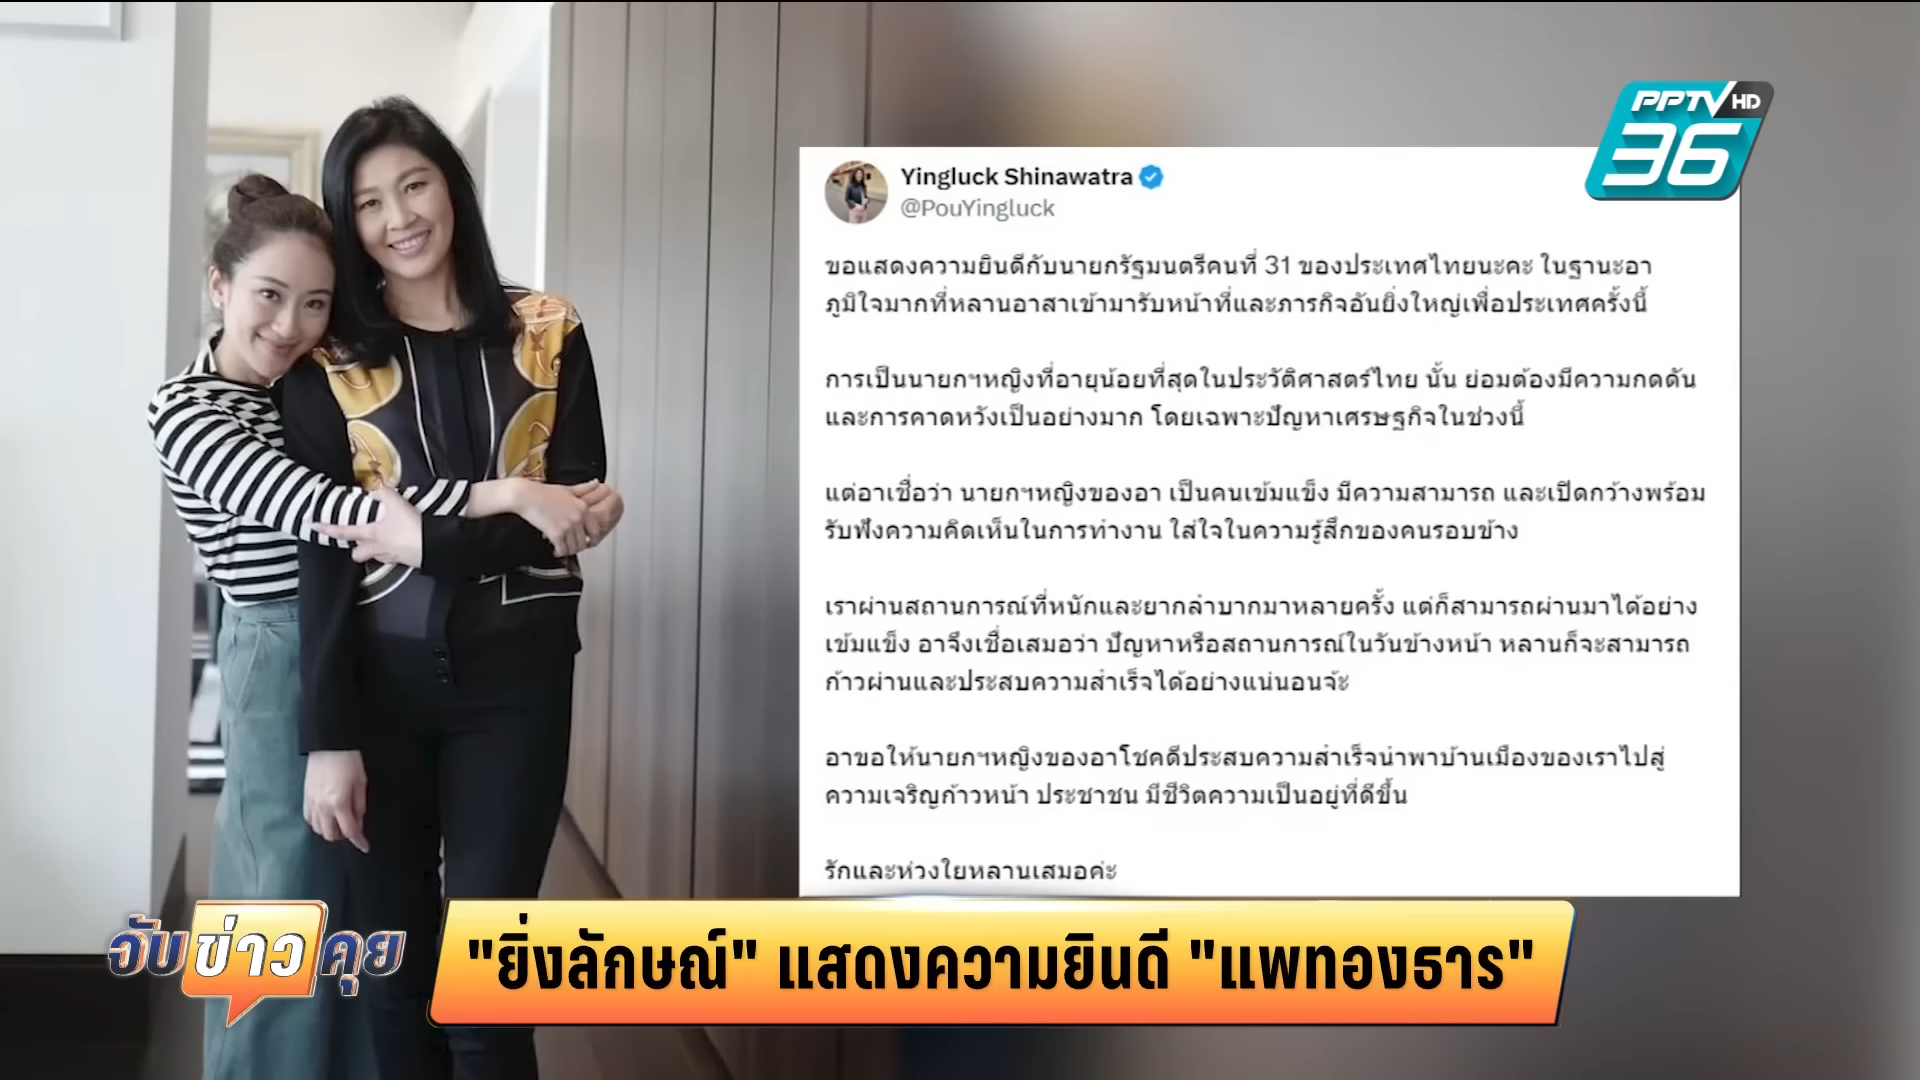 PPTV HD
36
Yingluck Shinawatra
@PouYingluck
ขอแสดงความยินดีกับนายกรัฐมนตรีคนที่ 31 ของประเทศไทยนะคะ ในฐานะอา
ภูมิใจมากที่หลานอาสาเข้ามารับหน้าที่และภารกิจอันยิ่งใหญ่เพื่อประเทศครั้งนี้
การเป็นนายกฯหญิงที่อายุน้อยที่สุดในประวัติศาสตร์ไทย นั้น ย่อมต้องมีความกดดัน
และการคาดหวังเป็นอย่างมาก โดยเฉพาะปัญหาเศรษฐกิจในช่วงนี้
แต่อาเชื่อว่า นายกฯหญิงของอา เป็นคนเข้มแข็ง มีความสามารถ และเปิดกว้างพร้อม
รับฟังความคิดเห็นในการทำงาน ใส่ใจในความรู้สึกของคนรอบข้าง
เราผ่านสถานการณ์ที่หนักและยากลำบากมาหลายครั้ง แต่ก็สามารถผ่านมาได้อย่าง
เข้มแข็ง อาจึงเชื่อเสมอว่า ปัญหาหรือสถานการณ์ในวันข้างหน้า หลานก็จะสามารถ
ก้าวผ่านและประสบความสำเร็จได้อย่างแน่นอนจ้ะ
อาขอให้นายกฯหญิงของอาโชคดีประสบความสำเร็จนำพาบ้านเมืองของเราไปสู่
ความเจริญก้าวหน้า ประชาชน มีชีวิตความเป็นอยู่ที่ดีขึ้น
รักและห่วงใยหลานเสมอค่ะ
จับข่าวคุย
"ยิ่งลักษณ์" แสดงความยินดี "แพทองธาร"